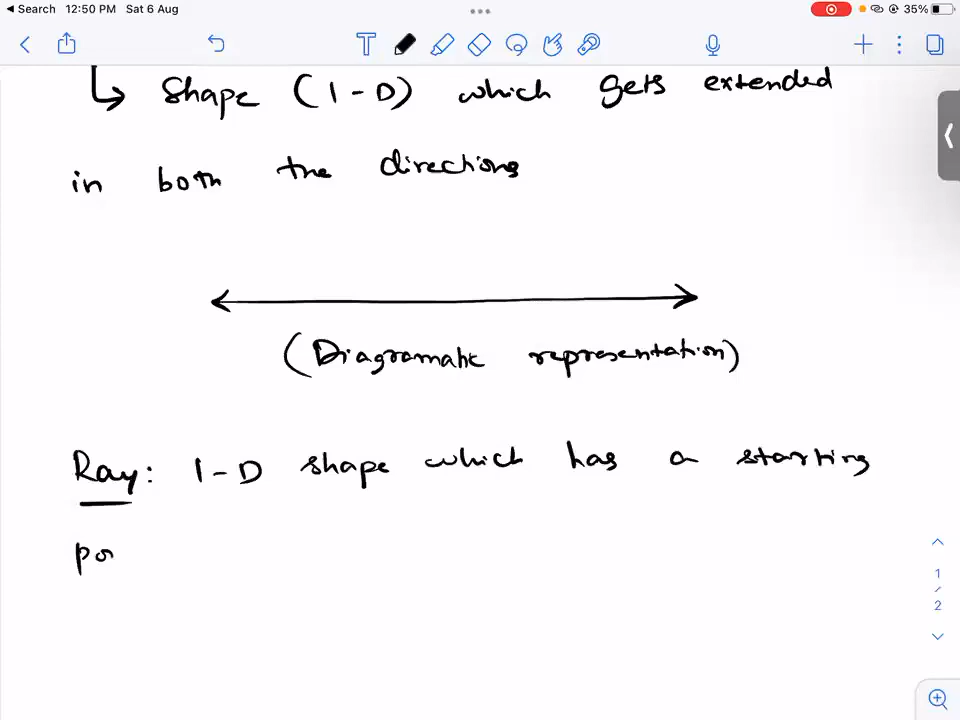 Search 12:50 PM Sat 6 Aug 35%
Shape (1-D) which gets extended
in both the directions
(Diagramatic representation)
Ray: 1-D shape which has a starting
po
1
/
2